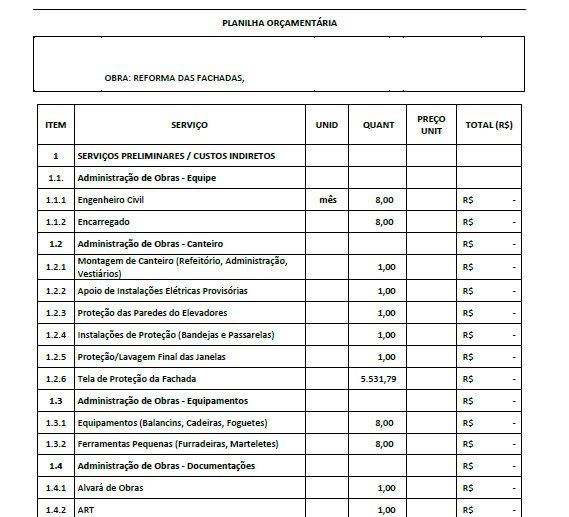 PLANILHA ORÇAMENTÁRIA
OBRA: REFORMA DAS FACHADAS,
ITEM SERVIÇO UNID QUANT PREÇO UNIT TOTAL (R$)
1 SERVIÇOS PRELIMINARES / CUSTOS INDIRETOS
1.1. Administração de Obras - Equipe
1.1.1 Engenheiro Civil mês 8,00 R$ -
1.1.2 Encarregado 8,00 R$ -
1.2 Administração de Obras - Canteiro R$ -
1.2.1 Montagem de Canteiro (Refeitório, Administração, Vestiários) 1,00 R$ -
1.2.2 Apoio de Instalações Elétricas Provisórias 1,00 R$ -
1.2.3 Proteção das Paredes do Elevadores 1,00 R$ -
1.2.4 Instalações de Proteção (Bandejas e Passarelas) 1,00 R$ -
1.2.5 Proteção/Lavagem Final das Janelas 1,00 R$ -
1.2.6 Tela de Proteção da Fachada 5.531,79 R$ -
1.3 Administração de Obras - Equipamentos R$ -
1.3.1 Equipamentos (Balancins, Cadeiras, Foguetes) 8,00 R$ -
1.3.2 Ferramentas Pequenas (Furradeiras, Marteletes) 8,00 R$ -
1.4 Administração de Obras - Documentações R$ -
1.4.1 Alvará de Obras 1,00 R$ -
1.4.2 ART 1,00 R$ -